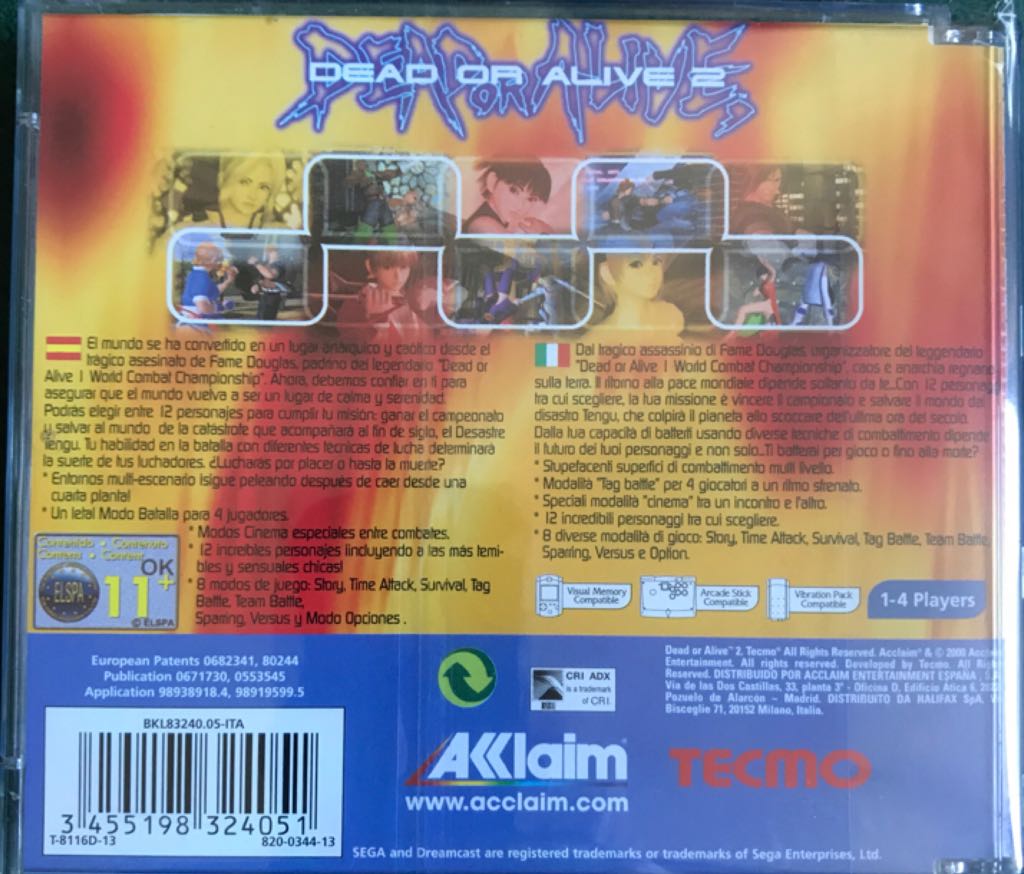 DEAD OR ALIVE 2
El mundo se ha convertido en un lugar anárquico y caótico desde el
trágico asesinato de Fame Douglas, padrino del legendario "Dead or
Alive | World Combat Championship". Ahora, debemos confiar en ti para
asegurar que el mundo vuelva a ser un lugar de calma y serenidad.
Podrás elegir entre 12 personajes para cumplir tu misión: ganar el campeonato
y salvar al mundo de la catástrofe que acompañará al fin de siglo, el Desastre
Tengu. Tu habilidad en la batalla con diferentes técnicas de lucha determinará
la suerte de tus luchadores. ¿Lucharás por placer o hasta la muerte?
* Entornos multi-escenario ¡sigue peleando después de caer desde una
cuarta planta!
* Un letal Modo Batalla para 4 jugadores.
* Modos Cinema especiales entre combates.
* 12 increíbles personajes ¡incluyendo a las más temi-
bles y sensuales chicas!
* 8 modos de juego: Story, Time Attack, Survival, Tag
Battle, Team Battle,
Sparring, Versus y Modo Opciones .
Dal tragico assassinio di Fame Douglas, organizzatore del leggendario
"Dead or Alive | World Combat Championship", caos e anarchia regnano
sulla terra. Il ritorno alla pace mondiale dipende soltanto da te...Con 12 personaggi
tra cui scegliere, la tua missione è vincere il campionato e salvare il mondo dal
disastro Tengu, che colpirà il pianeta allo scoccare dell'ultima ora del secolo.
Dalla tua capacità di batterti usando diverse tecniche di combattimento dipende
il futuro dei tuoi personaggi e non solo...Ti batterai per gioco o fino alla morte?
* Stupefacenti superfici di combattimento multi livello.
* Modalità "Tag battle" per 4 giocatori a un ritmo sfrenato.
* Speciali modalità "cinema" tra un incontro e l'altro.
* 12 incredibili personaggi tra cui scegliere.
* 8 diverse modalità di gioco: Story, Time Attack, Survival, Tag Battle, Team Battle,
Sparring, Versus e Option.
Contenido • Contenuto
Contenu • Content
OK
ELSPA
11+
© ELSPA
Visual Memory
Compatible
Arcade Stick
Compatible
Vibration Pack
Compatible
1-4 Players
European Patents 0682341, 80244
Publication 0671730, 0553545
Application 98938918.4, 98919599.5
CRI ADX
is a trademark
of CRI.
Dead or Alive™ 2. Tecmo® All Rights Reserved. Acclaim® & © 2000 Acclaim
Entertainment. All rights reserved. Developed by Tecmo. All Rights
Reserved. DISTRIBUIDO POR ACCLAIM ENTERTAINMENT ESPAÑA , S.A.
Via de las Dos Castillas, 33, planta 3ª - Oficina D. Edificio Atica 6,
Pozuelo de Alarcón – Madrid. DISTRIBUITO DA HALIFAX SpA,
Bisceglie 71, 20152 Milano, Italia.
BKL83240.05-ITA
3 455198 324051
T-8116D-13
820-0344-13
AKKlaim®
www.acclaim.com
TECMO
SEGA and Dreamcast are registered trademarks or trademarks of Sega Enterprises, Ltd.